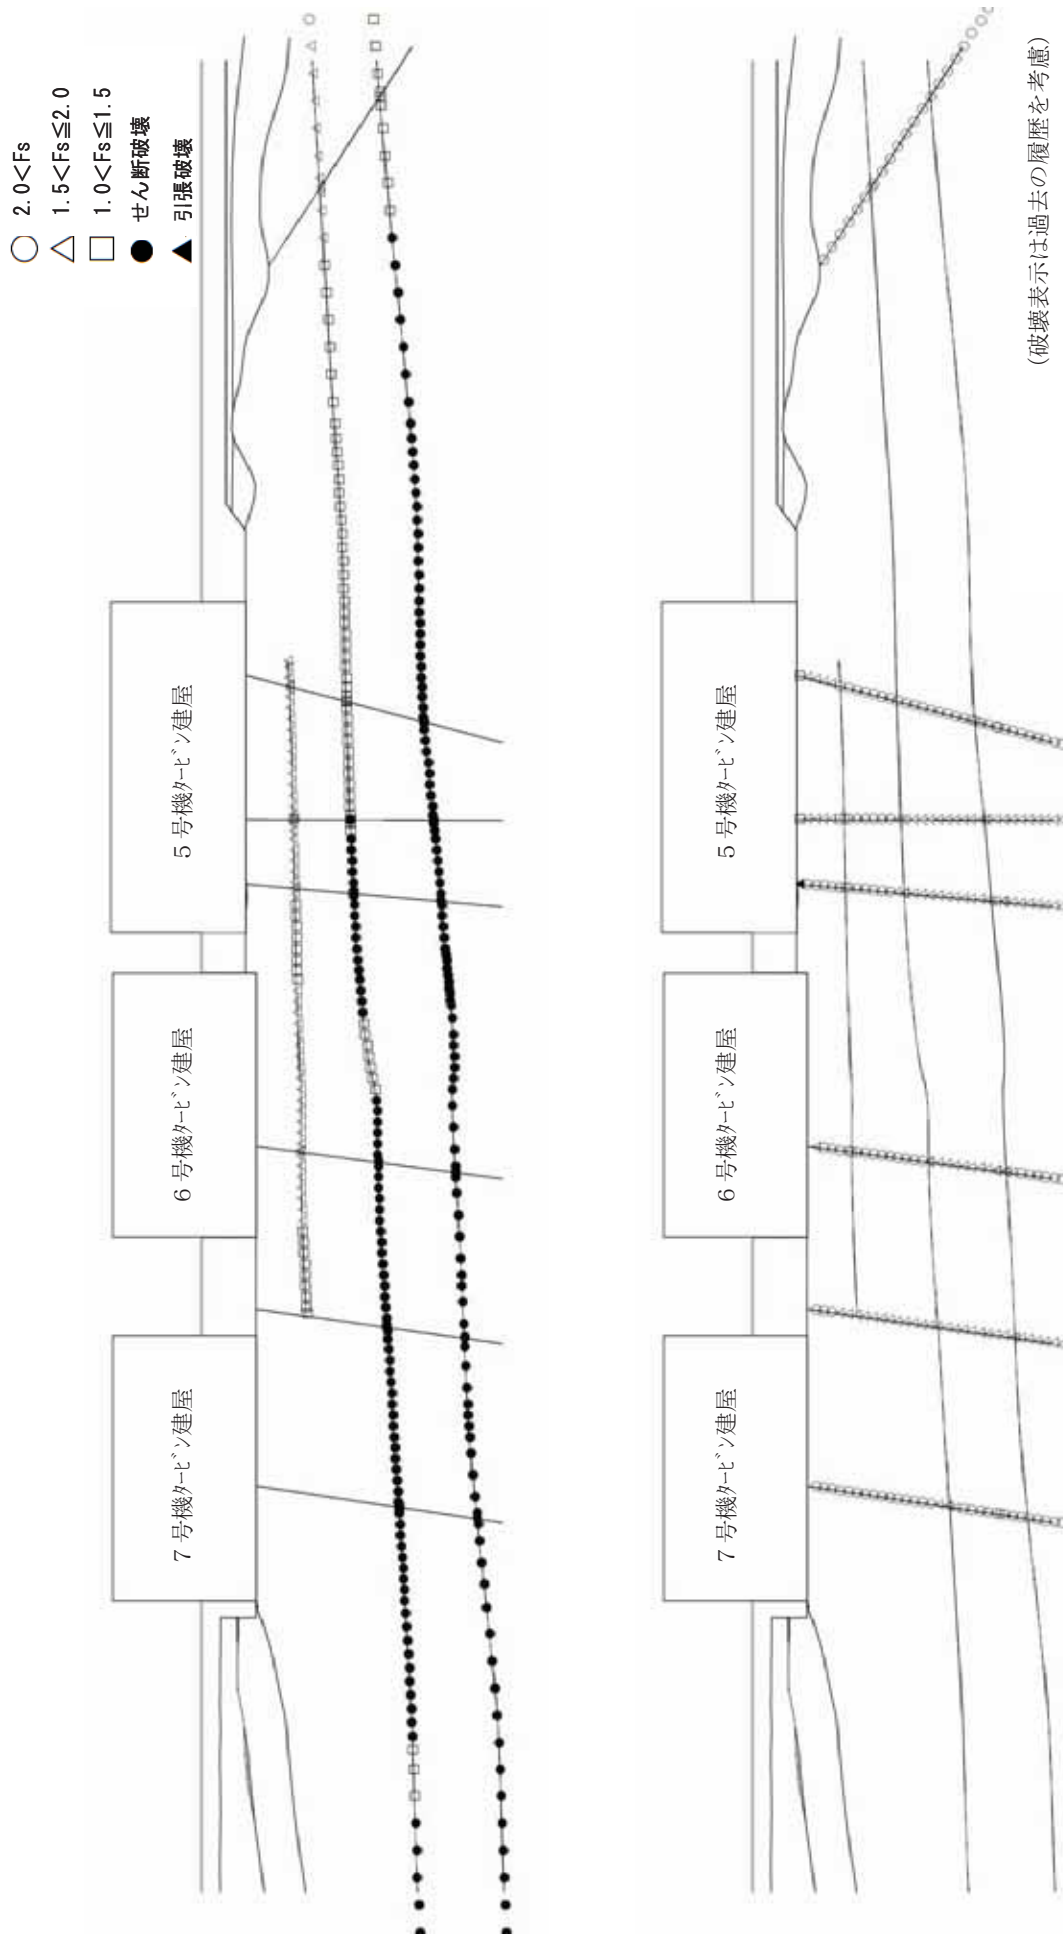 ○ 2.0<Fs
△ 1.5<Fs≦2.0
□ 1.0<Fs≦1.5
● せん断破壊
▲ 引張破壊
7号機タービン建屋
6号機タービン建屋
5号機タービン建屋
7号機タービン建屋
6号機タービン建屋
5号機タービン建屋
(破壊表示は過去の履歴を考慮)